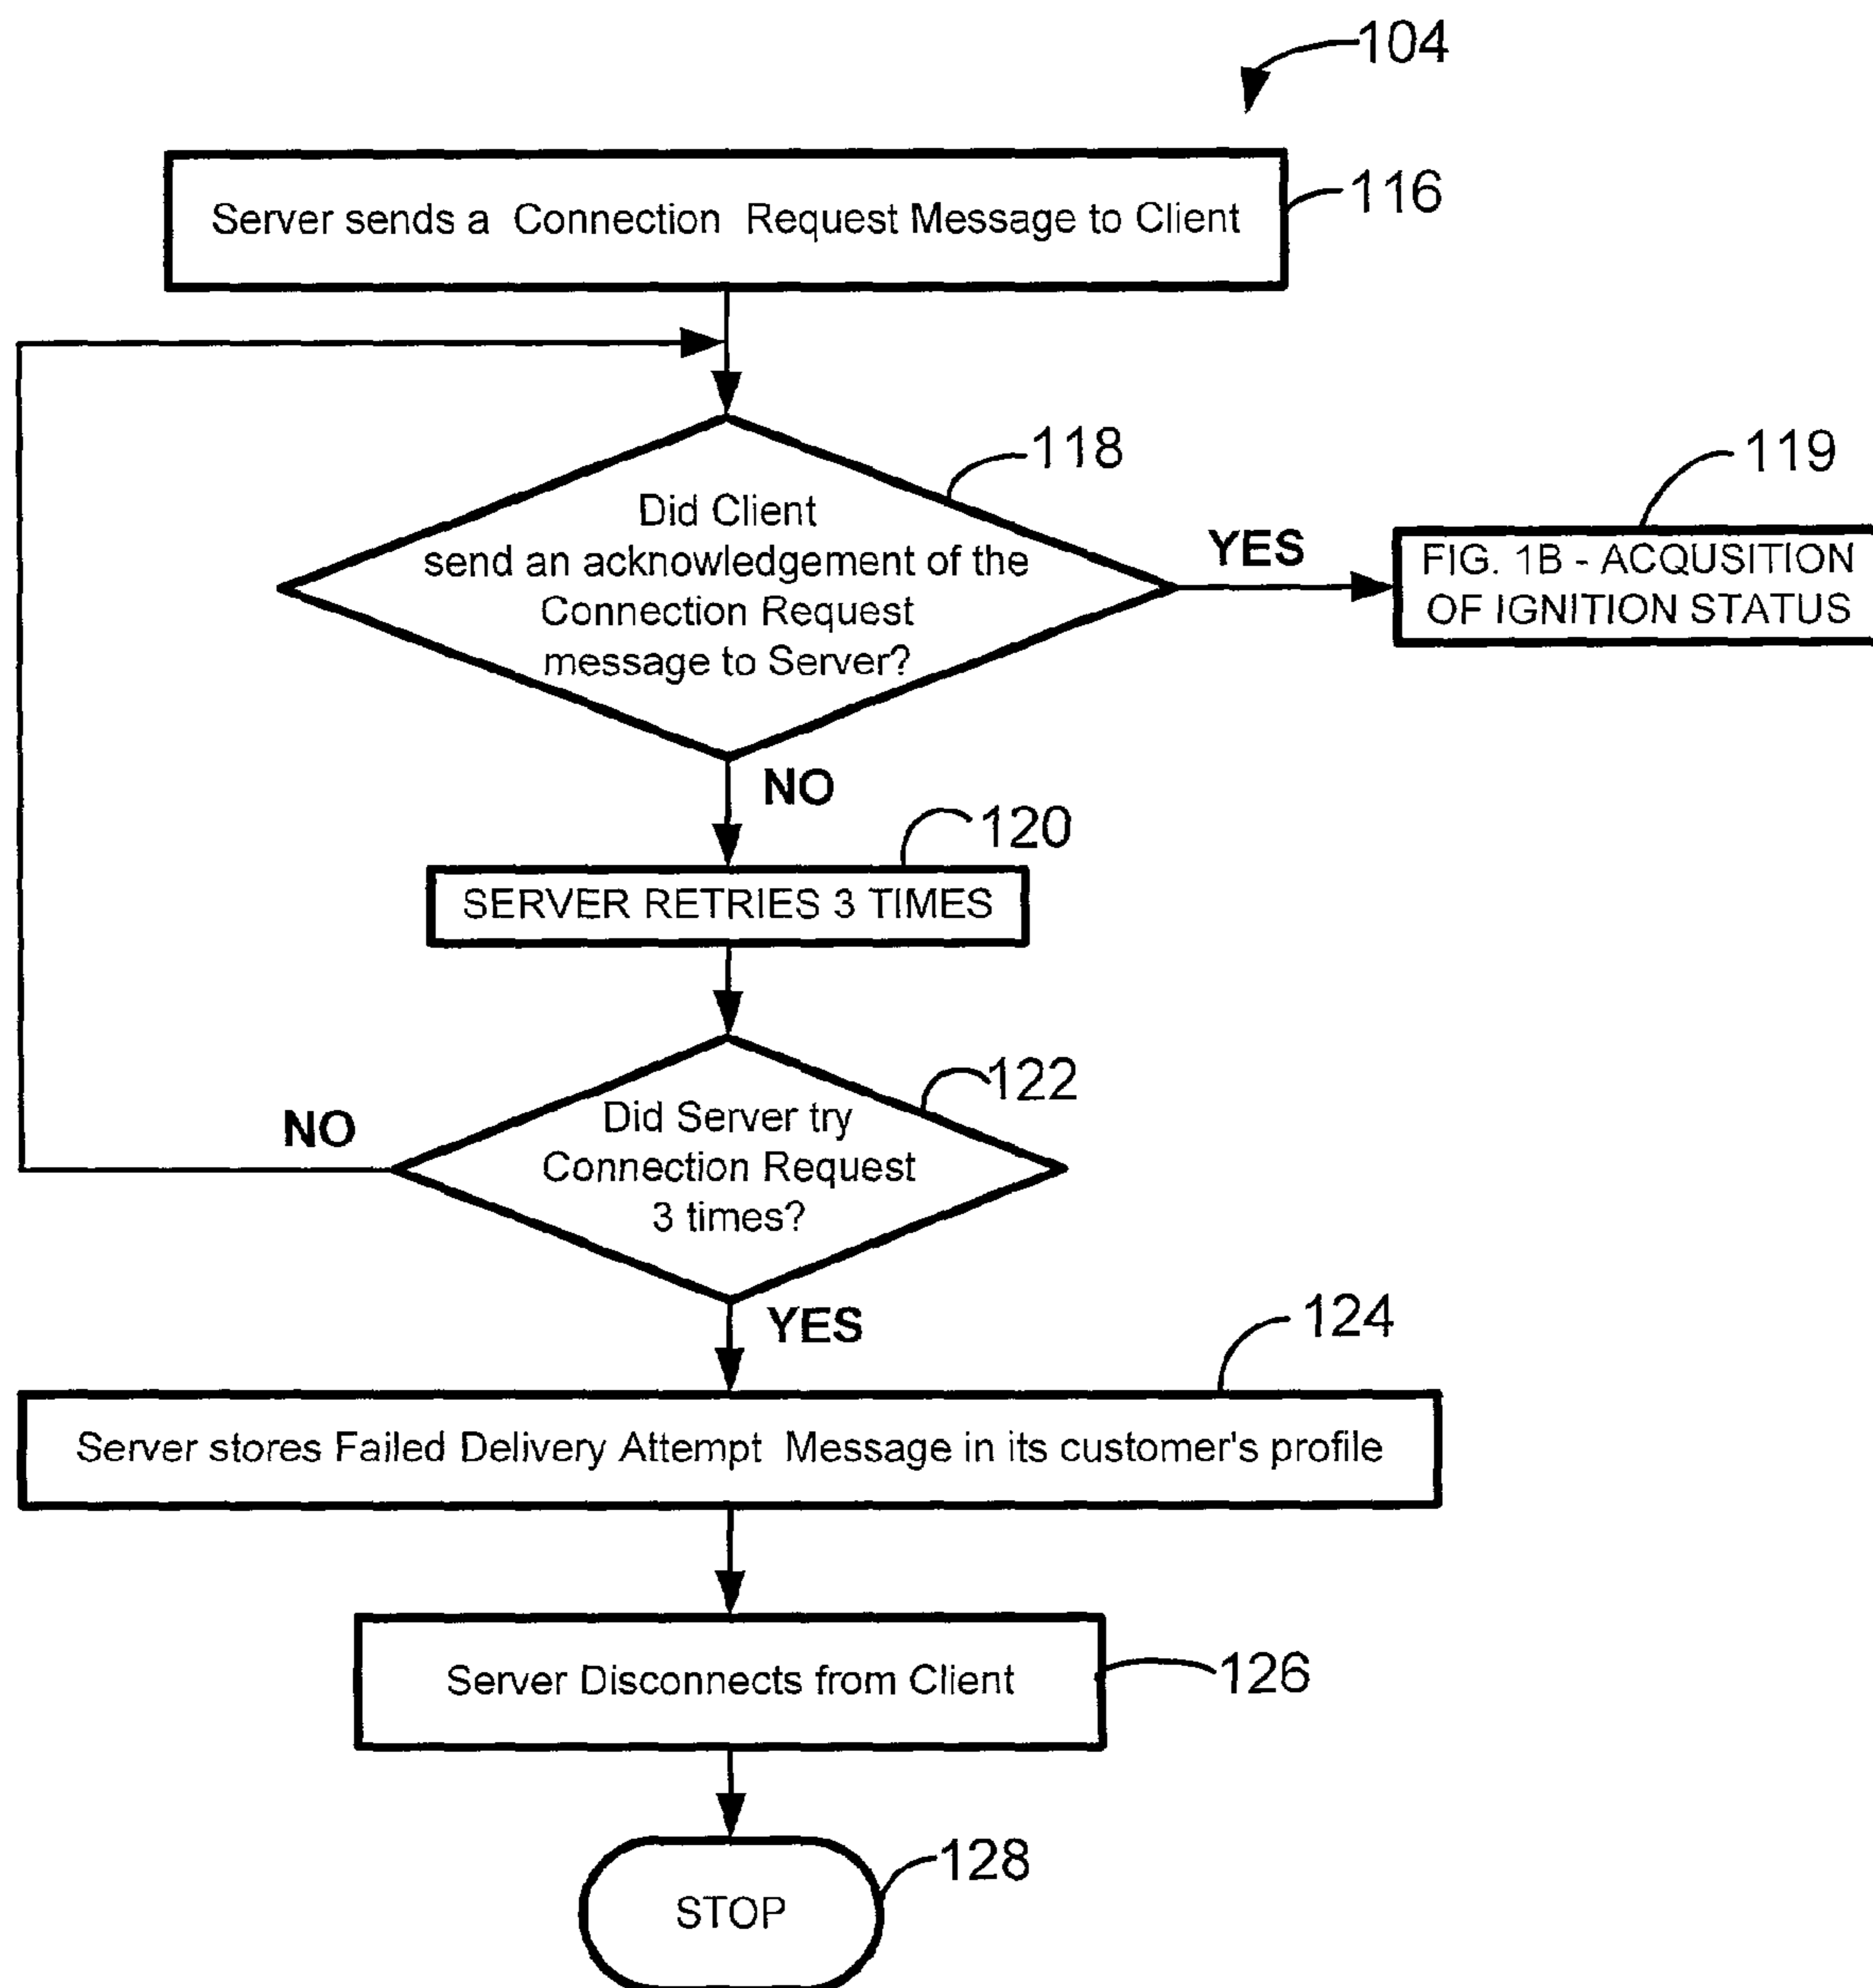 104
Server sends a Connection Request Message to Client
116
Did Client
send an acknowledgement of the
Connection Request
message to Server?
118
YES
FIG. 1B - ACQUSITION
OF IGNITION STATUS
119
NO
120
SERVER RETRIES 3 TIMES
Did Server try
Connection Request
3 times?
122
NO
YES
124
Server stores Failed Delivery Attempt Message in its customer's profile
Server Disconnects from Client
126
STOP
128